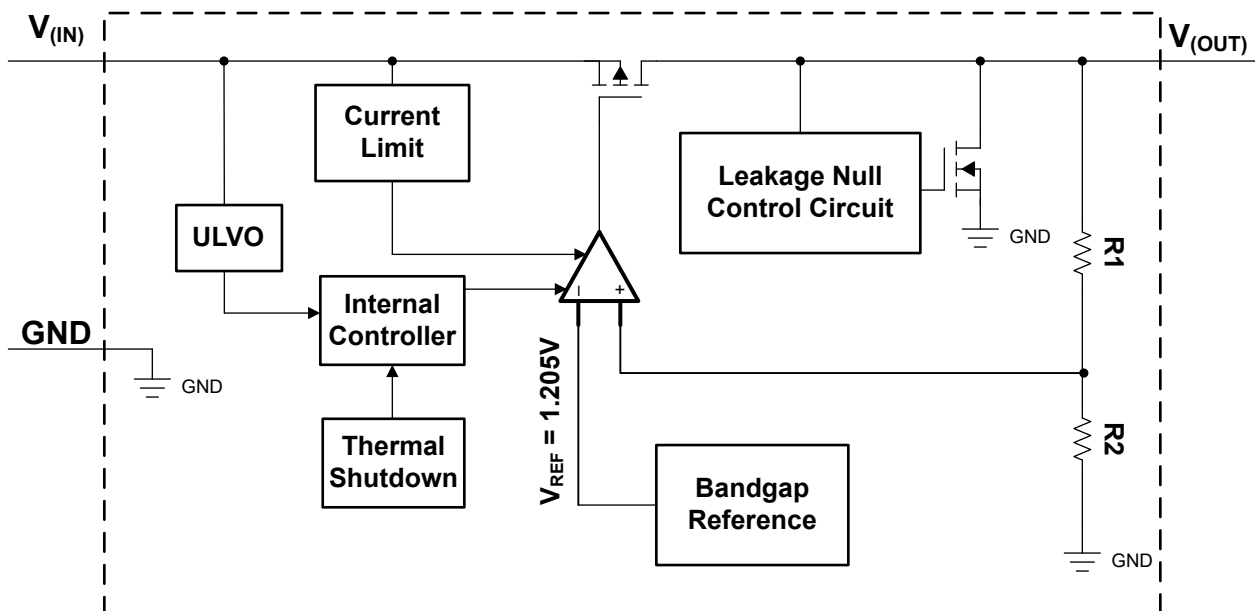 V(IN)
V(OUT)
Current
Limit
Leakage Null
Control Circuit
ULVO
GND
R1
Internal
Controller
GND
GND
Thermal
Shutdown
VREF = 1.205V
Bandgap
Reference
R2
GND
-
+